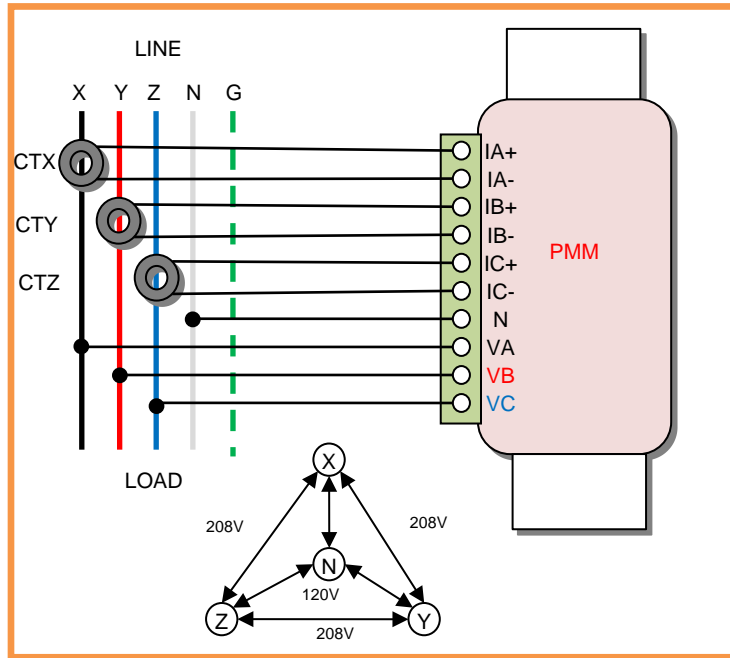 LINE
X Y Z N G
CTX
CTY
CTZ
IA+
IA-
IB+
IB-
IC+
IC-
N
VA
VB
VC
PMM
LOAD
X
208V 208V
N
120V
Z Y
208V